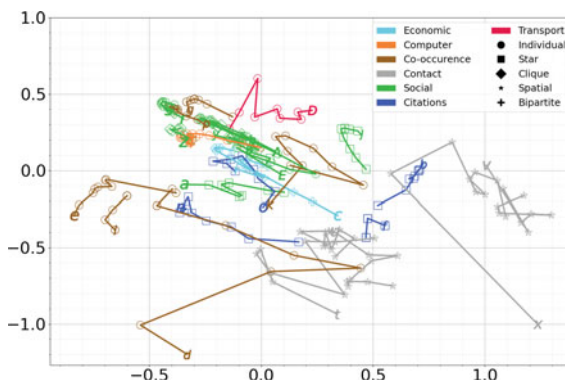 1.0
0.5
0.0
−0.5
−1.0
−0.5 0.0 0.5 1.0
Economic
Computer
Co-occurence
Contact
Social
Citations
Transport
Individual
Star
Clique
Spatial
Bipartite
A
E
c
d
t
x